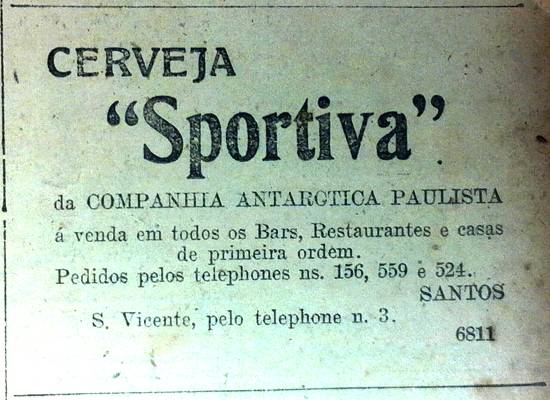 CERVEJA
“Sportiva”
da COMPANHIA ANTARCTICA PAULISTA
á venda em todos os Bars, Restaurantes e casas
de primeira ordem.
Pedidos pelos telephones ns. 156, 559 e 524.
SANTOS
S. Vicente, pelo telephone n. 3.
6811